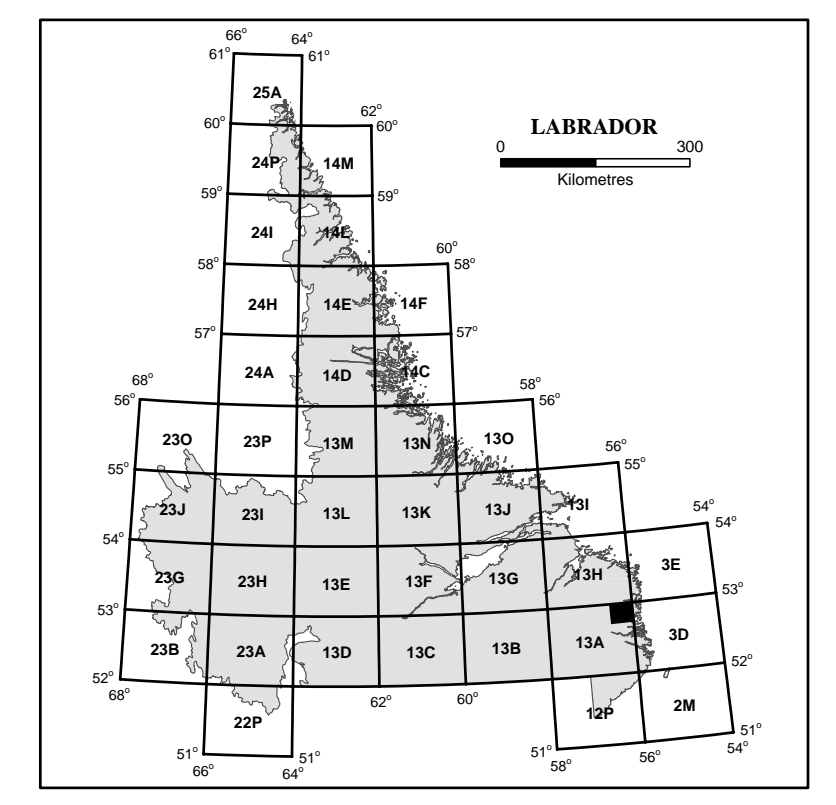 66° 64°
61° 61°
25A
62°
60° 60°
LABRADOR
0 300
Kilometres
24P 14M
59° 59°
24I 14L
60°
58° 58°
24H 14E 14F
57° 57°
24A 14D 14C
68° 58°
56° 56°
23O 23P 13M 13N 13O
56°
55° 55°
23J 23I 13L 13K 13J 13I
54°
54° 54°
23G 23H 13E 13F 13G 13H 3E
53° 53°
23B 23A 13D 13C 13B 13A 3D
52° 52°
68° 62° 60°
22P 12P 2M
51° 51° 51° 51°
66° 64° 58° 56° 54°